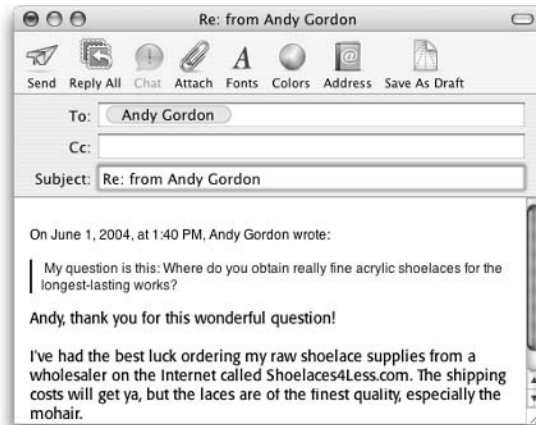 Re: from Andy Gordon
Send Reply All Chat Attach Fonts Colors Address Save As Draft
To: Andy Gordon
Cc:
Subject: Re: from Andy Gordon
On June 1, 2004, at 1:40 PM, Andy Gordon wrote:
My question is this: Where do you obtain really fine acrylic shoelaces for the
longest-lasting works?
Andy, thank you for this wonderful question!
I've had the best luck ordering my raw shoelace supplies from a
wholesaler on the Internet called Shoelaces4Less.com. The shipping
costs will get ya, but the laces are of the finest quality, especially the
mohair.